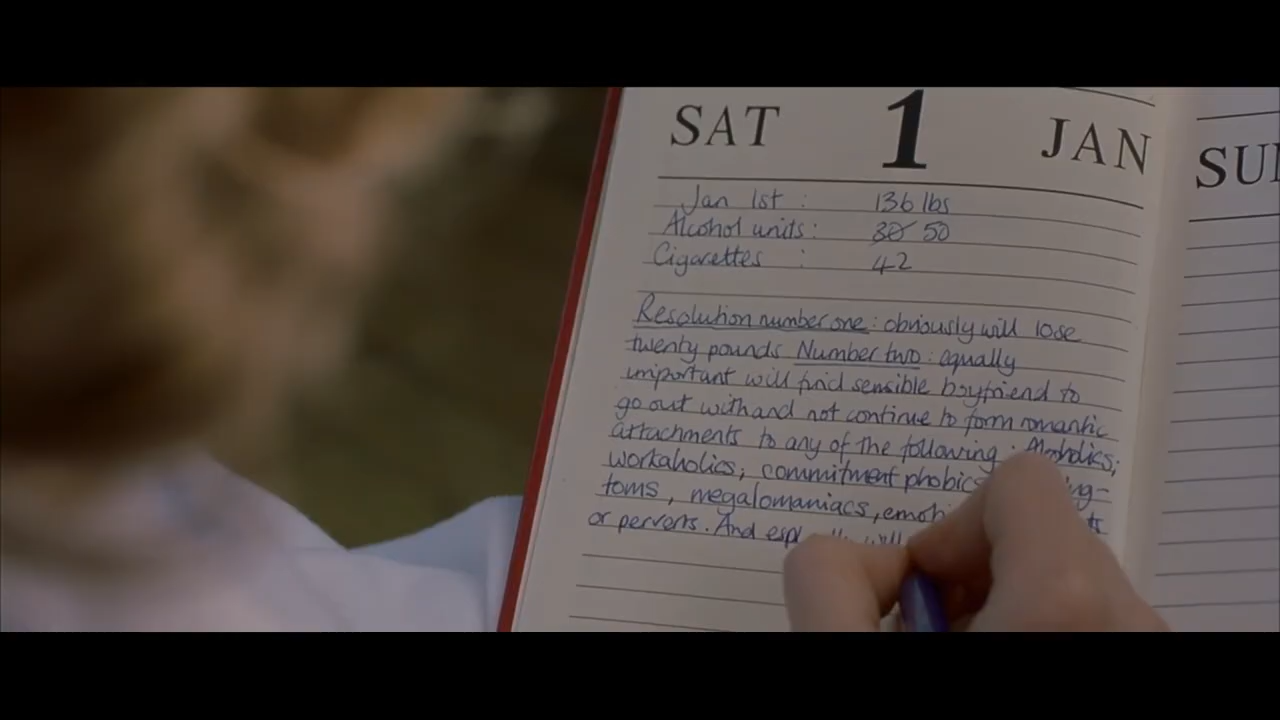 SAT 1 JAN
SU
Jan 1st : 136 lbs
Alcohol units : 30 50
Cigarettes : 42
Resolution number one : obviously will lose
twenty pounds Number two : equally
important will find sensible boyfriend to
go out with and not continue to form romantic
attachments to any of the following : Alcoholics;
workaholics; commitment phobics
toms, megalomaniacs,
or perverts. And